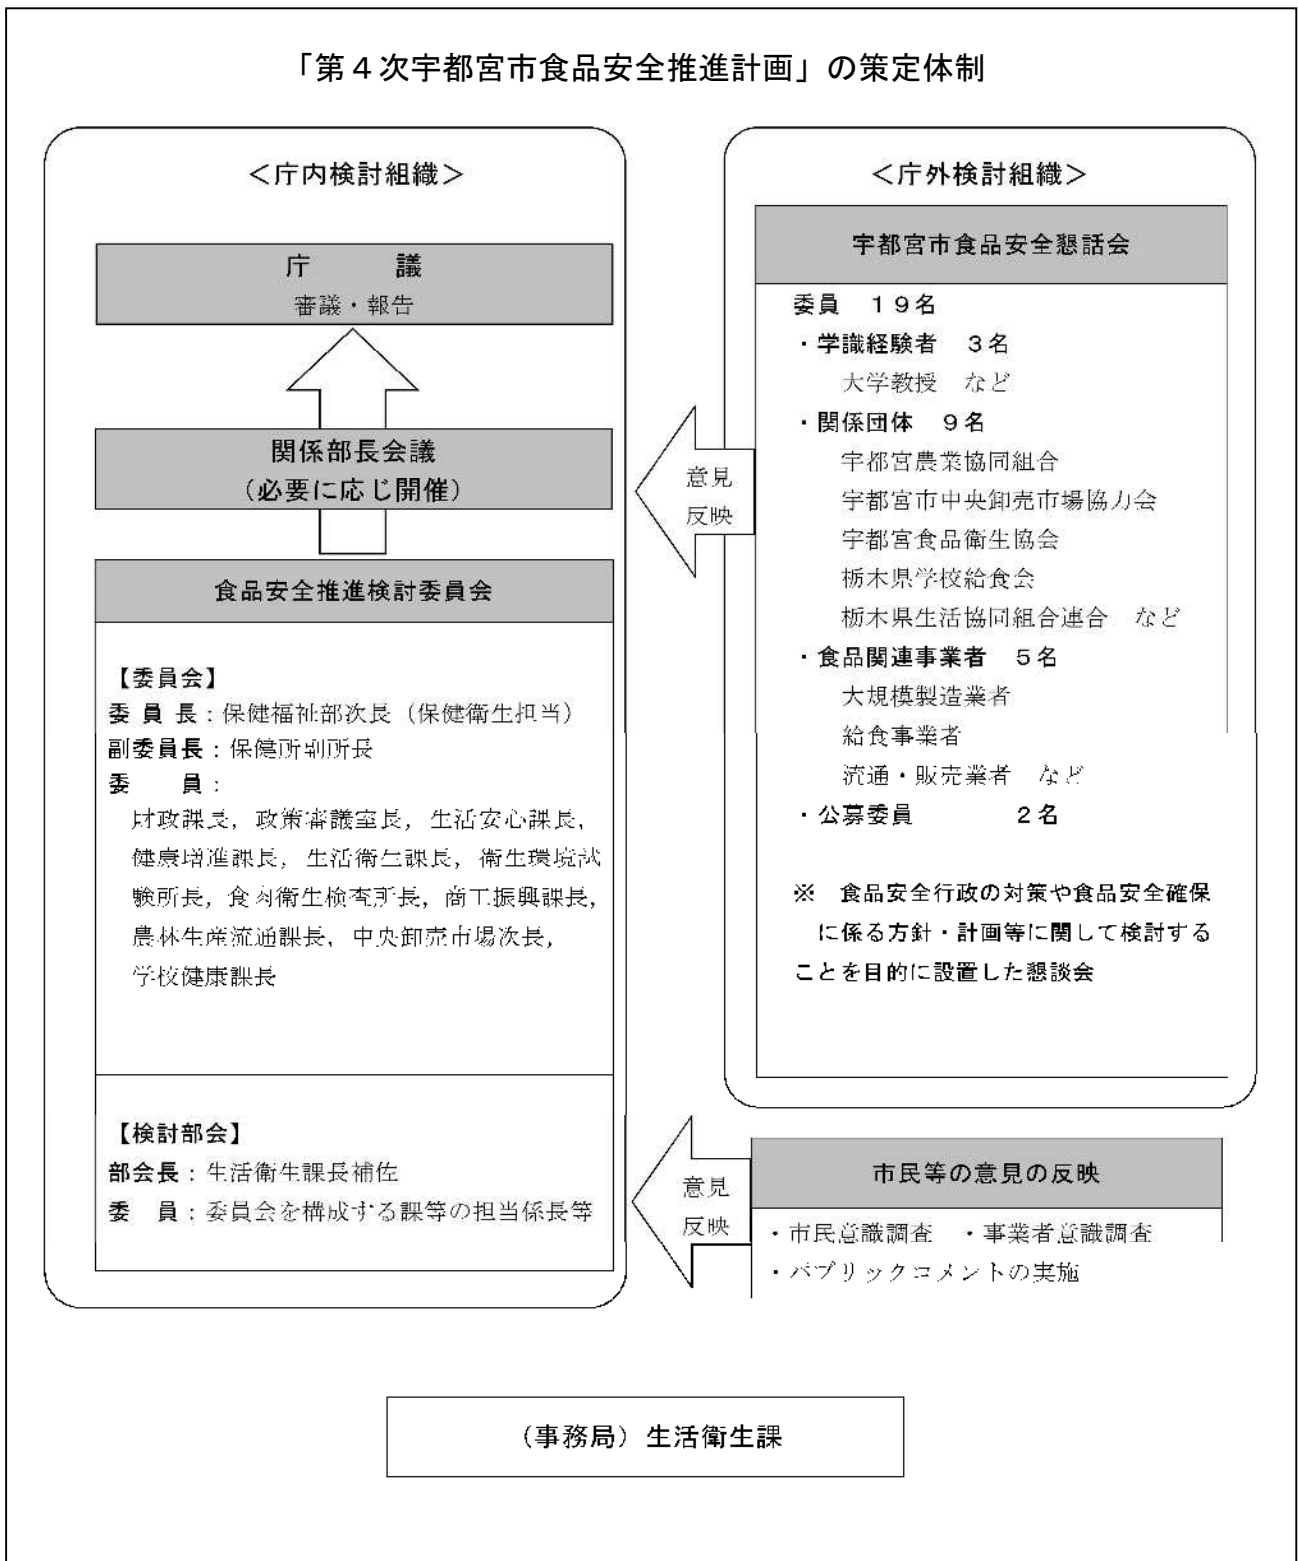 「第４次宇都宮市食品安全推進計画」の策定体制
＜庁内検討組織＞
庁　　　議
審議・報告
関係部長会議
（必要に応じ開催）
食品安全推進検討委員会
【委員会】
委 員 長：保健福祉部次長（保健衛生担当）
副委員長：保健所副所長
委　　員：
財政課長，政策審議室長，生活安心課長，
健康増進課長，生活衛生課長，衛生環境試
験所長，食肉衛生検査所長，商工振興課長，
農林生産流通課長，中央卸売市場次長，
学校健康課長
【検討部会】
部会長：生活衛生課長補佐
委　員：委員会を構成する課等の担当係長等
＜庁外検討組織＞
宇都宮市食品安全懇話会
委員　１９名
・学識経験者　３名
大学教授　など
・関係団体　９名
宇都宮農業協同組合
宇都宮市中央卸売市場協力会
宇都宮食品衛生協会
栃木県学校給食会
栃木県生活協同組合連合　など
・食品関連事業者　５名
大規模製造業者
給食事業者
流通・販売業者　など
・公募委員　　　　２名
※　食品安全行政の対策や食品安全確保
に係る方針・計画等に関して検討する
ことを目的に設置した懇談会
意見
反映
市民等の意見の反映
・市民意識調査　・事業者意識調査
・パブリックコメントの実施
意見
反映
（事務局）生活衛生課